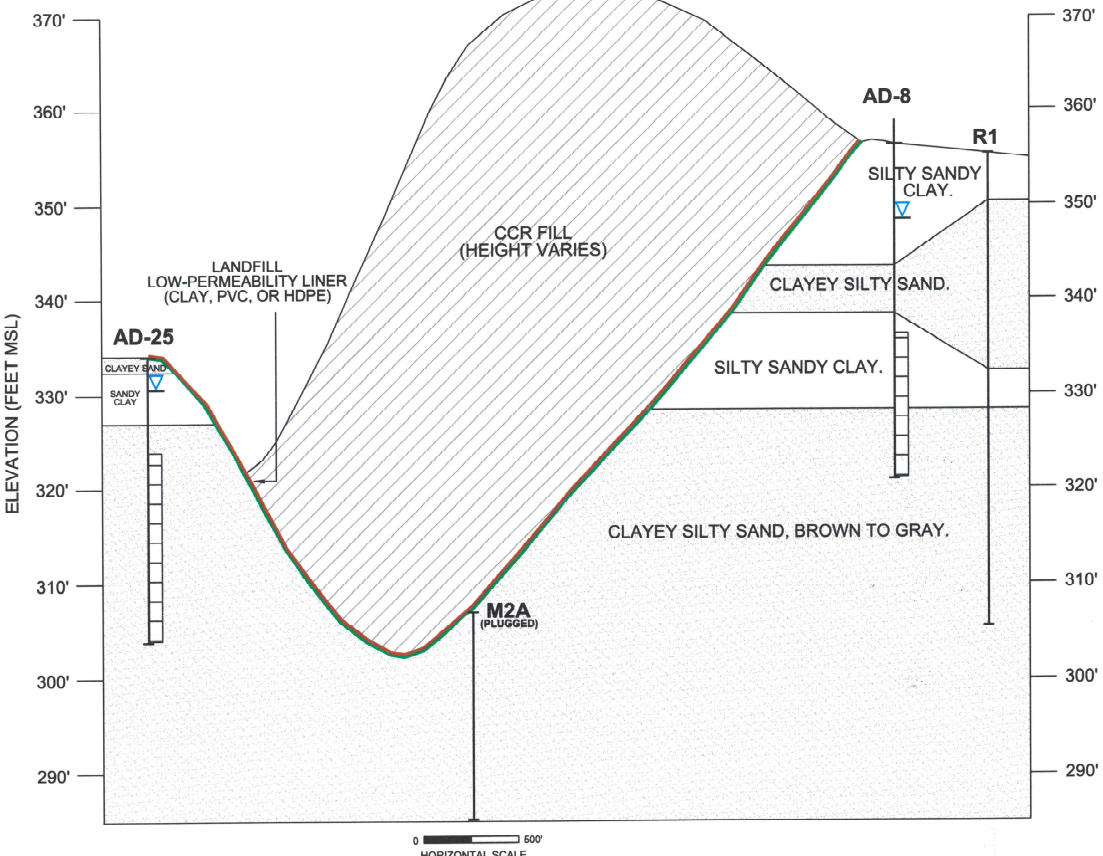 370'
370'
AD-8
360'
360'
R1
SILTY SANDY
CLAY.
350'
350'
CCR FILL
(HEIGHT VARIES)
LANDFILL
LOW-PERMEABILITY LINER
(CLAY, PVC, OR HDPE)
CLAYEY SILTY SAND.
340'
340'
AD-25
CLAYEY SAND
SILTY SANDY CLAY.
SANDY
CLAY
330'
330'
ELEVATION (FEET MSL)
320'
320'
CLAYEY SILTY SAND, BROWN TO GRAY.
310'
310'
M2A
(PLUGGED)
300'
300'
290'
290'
0 500'
HORIZONTAL SCALE